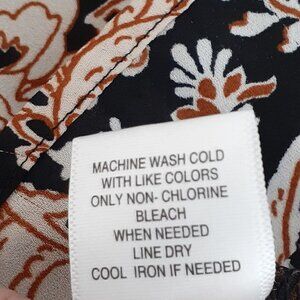 MACHINE WASH COLD
WITH LIKE COLORS
ONLY NON- CHLORINE
BLEACH
WHEN NEEDED
LINE DRY
COOL IRON IF NEEDED